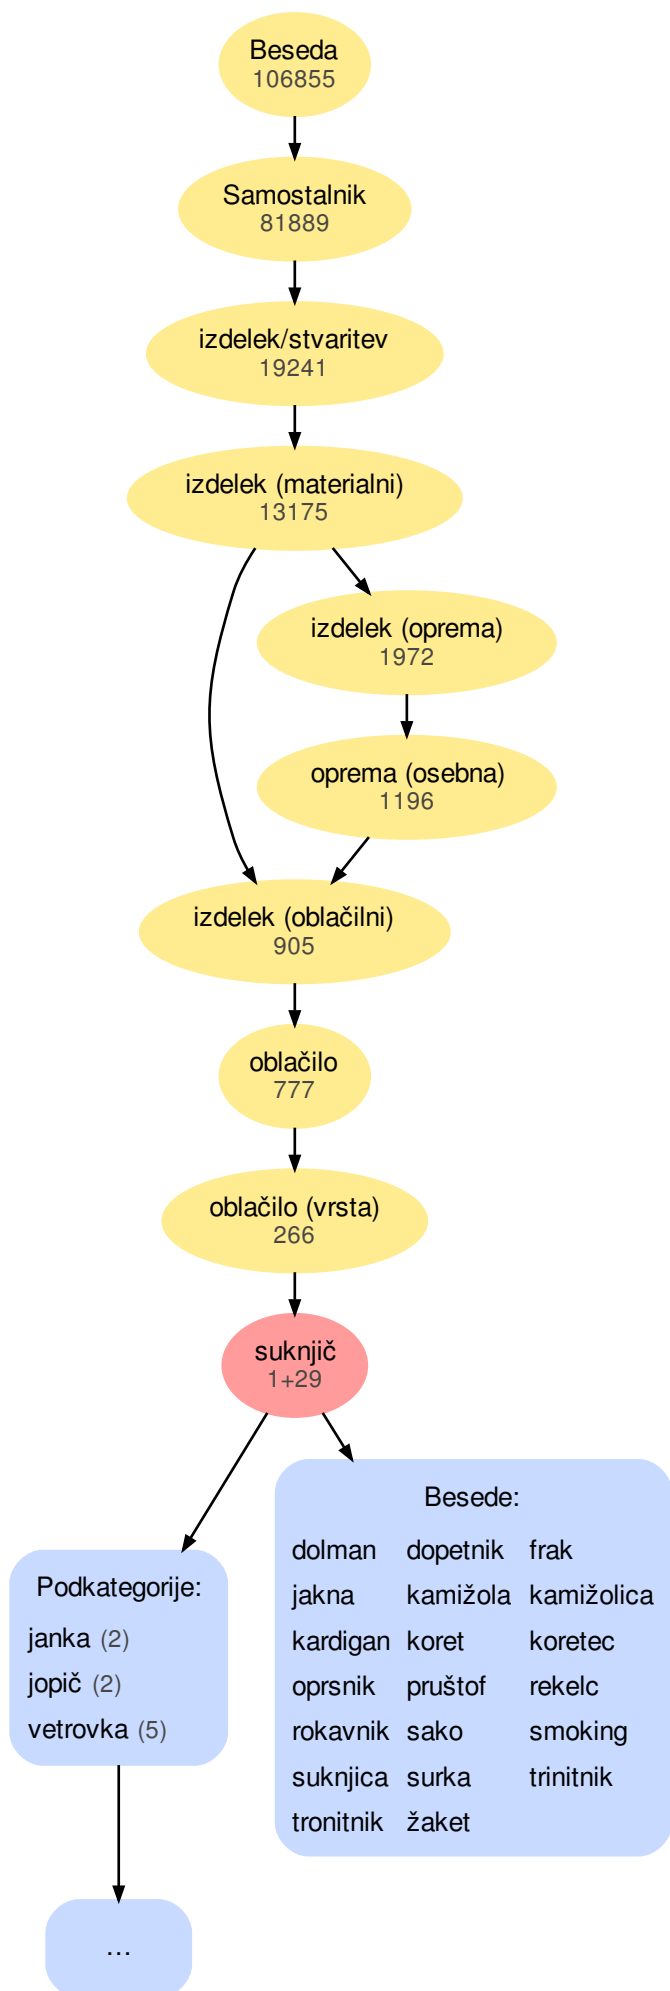 Beseda
106855
Samostalnik
81889
izdelek/stvaritev
19241
izdelek (materialni)
13175
izdelek (oprema)
1972
oprema (osebna)
1196
izdelek (oblačilni)
905
oblačilo
777
oblačilo (vrsta)
266
suknjič
1+29
Besede:
dolman dopetnik frak
jakna kamižola kamižolica
kardigan koret koretec
oprsnik pruštof rekelc
rokavnik sako smoking
suknjica surka trinitnik
tronitnik žaket
Podkategorije:
janka (2)
jopič (2)
vetrovka (5)
...